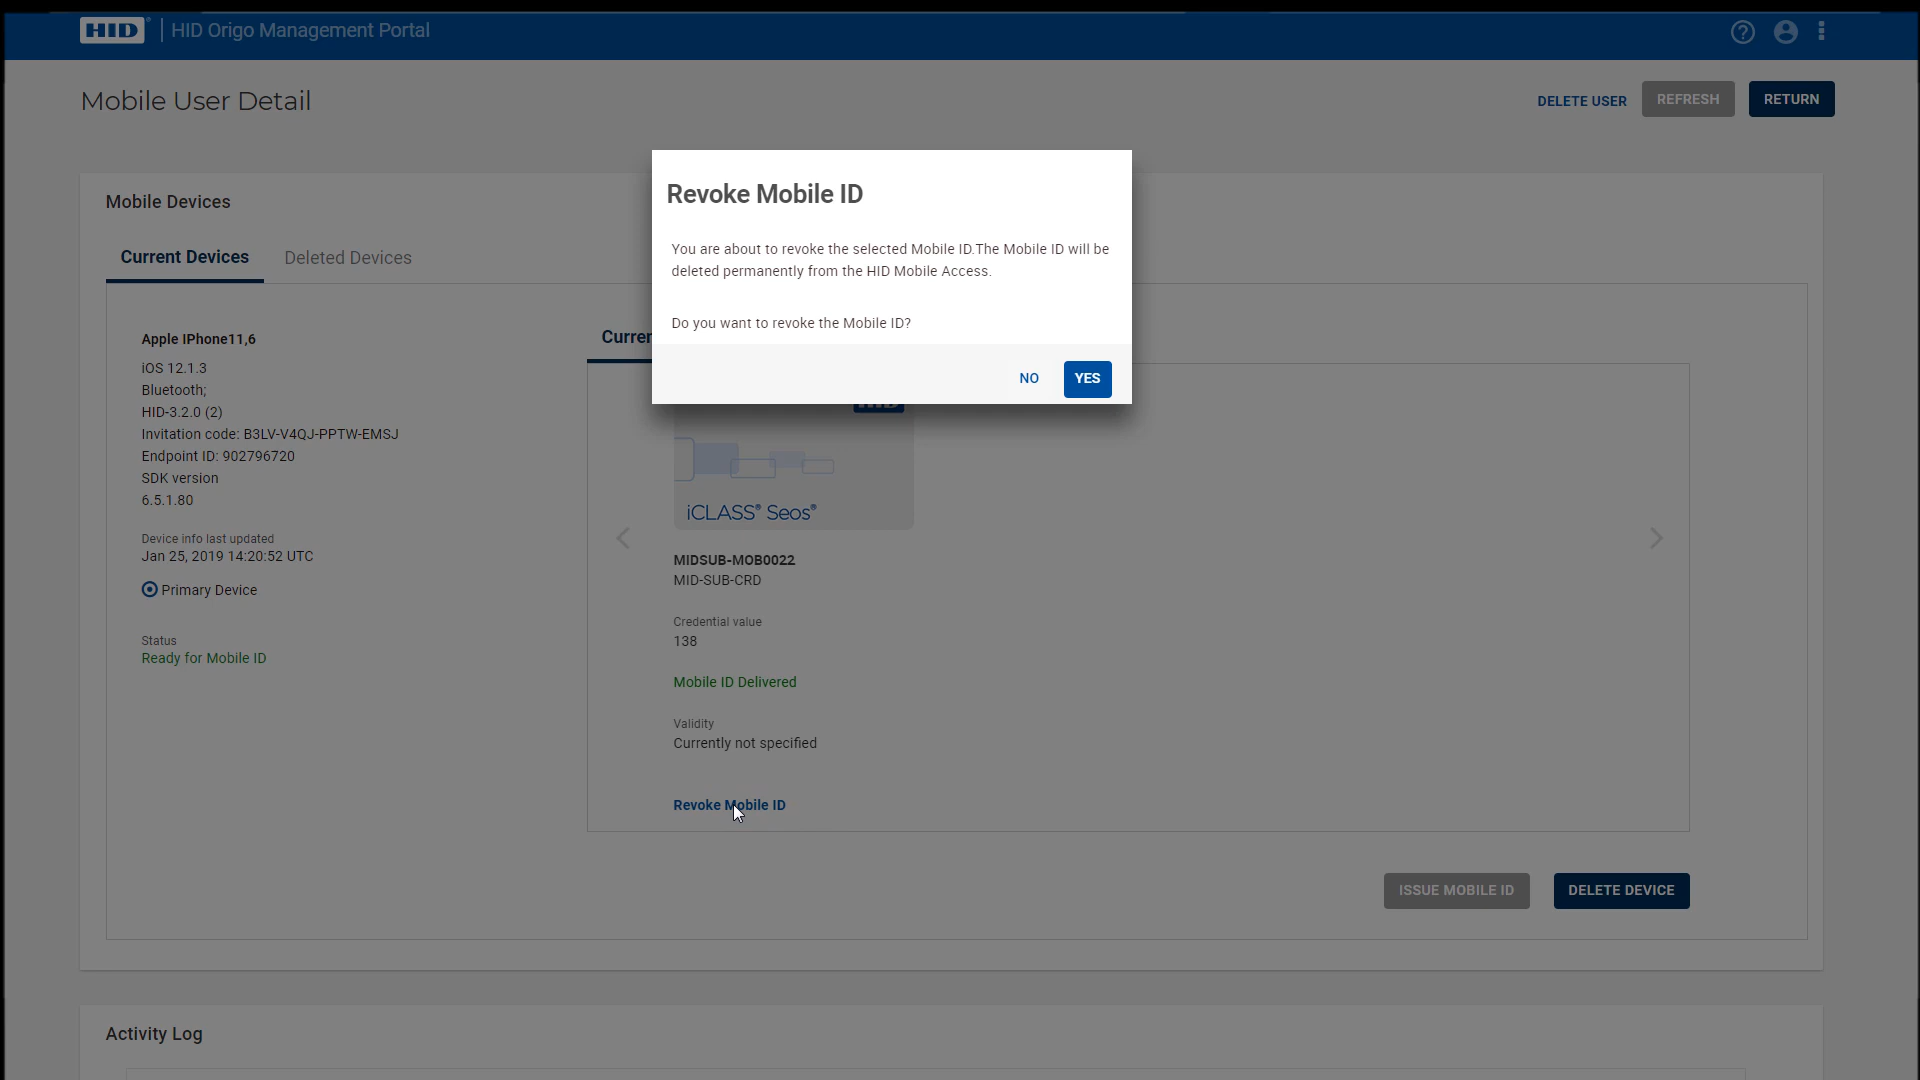 HID HID Origo Management Portal
Mobile User Detail
DELETE USER REFRESH RETURN
Mobile Devices
Current Devices Deleted Devices
Revoke Mobile ID
You are about to revoke the selected Mobile ID.The Mobile ID will be
deleted permanently from the HID Mobile Access.
Do you want to revoke the Mobile ID?
NO YES
Apple IPhone11,6
iOS 12.1.3
Bluetooth;
HID-3.2.0 (2)
Invitation code: B3LV-V4QJ-PPTW-EMSJ
Endpoint ID: 902796720
SDK version
6.5.1.80
Device info last updated
Jan 25, 2019 14:20:52 UTC
Primary Device
Status
Ready for Mobile ID
HID
iCLASS® Seos®
MIDSUB-MOB0022
MID-SUB-CRD
Credential value
138
Mobile ID Delivered
Validity
Currently not specified
Revoke Mobile ID
ISSUE MOBILE ID DELETE DEVICE
Activity Log